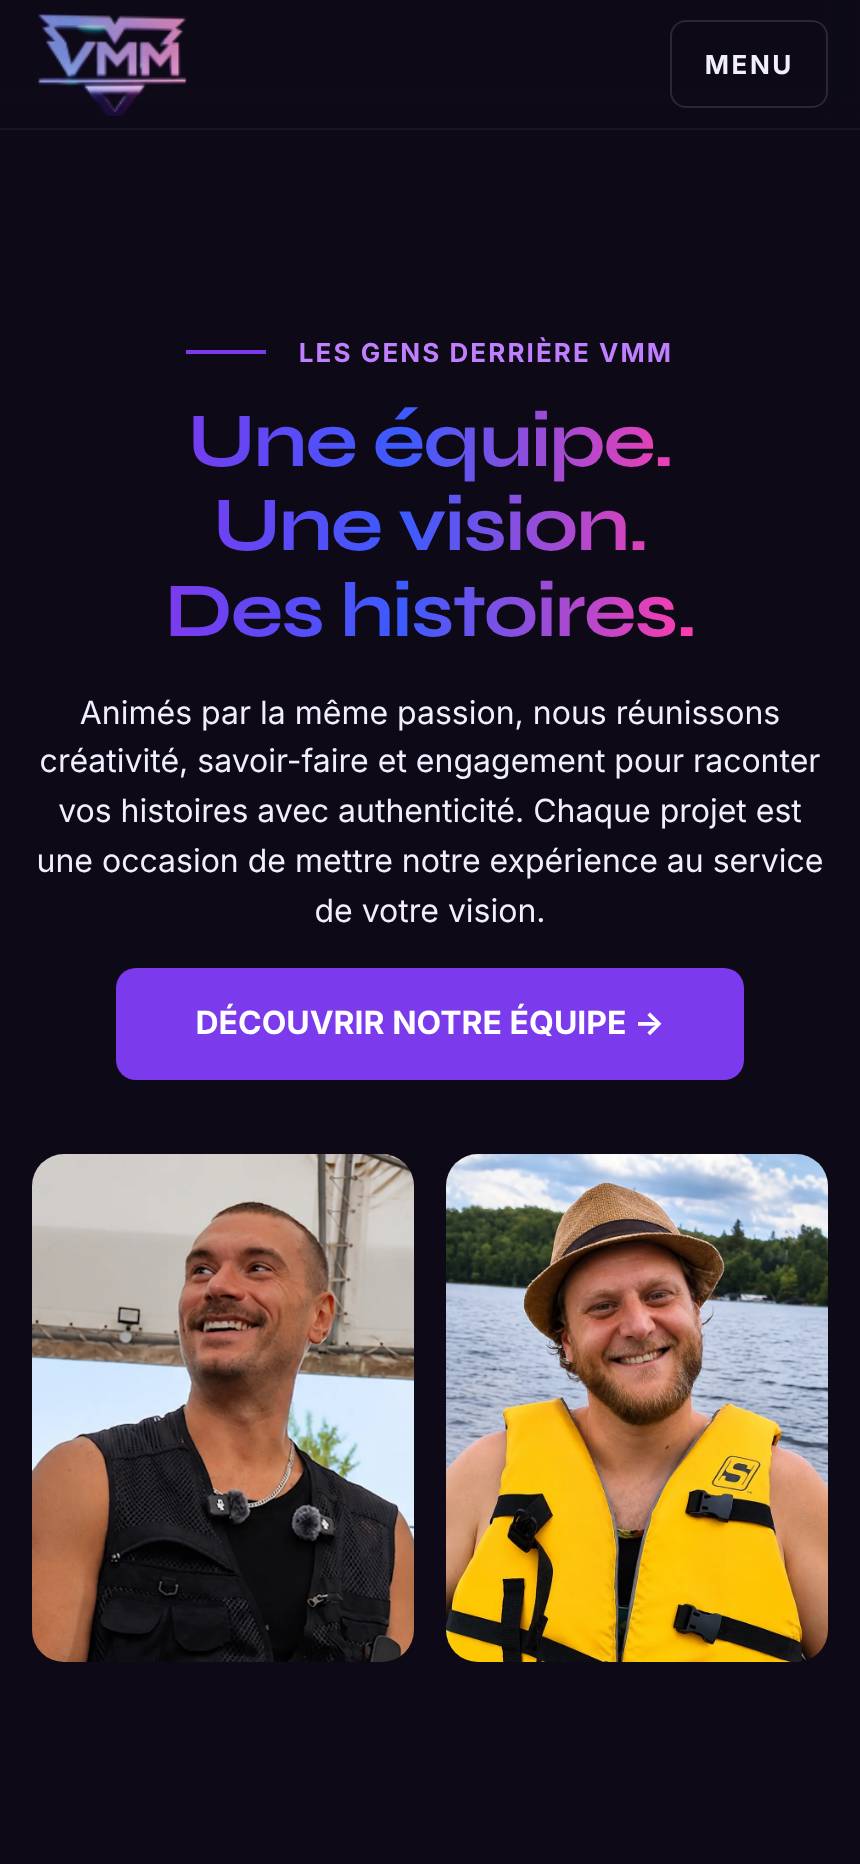 VMM
MENU
LES GENS DERRIÈRE VMM
Une équipe.
Une vision.
Des histoires.
Animés par la même passion, nous réunissons
créativité, savoir-faire et engagement pour raconter
vos histoires avec authenticité. Chaque projet est
une occasion de mettre notre expérience au service
de votre vision.
DÉCOUVRIR NOTRE ÉQUIPE →
S